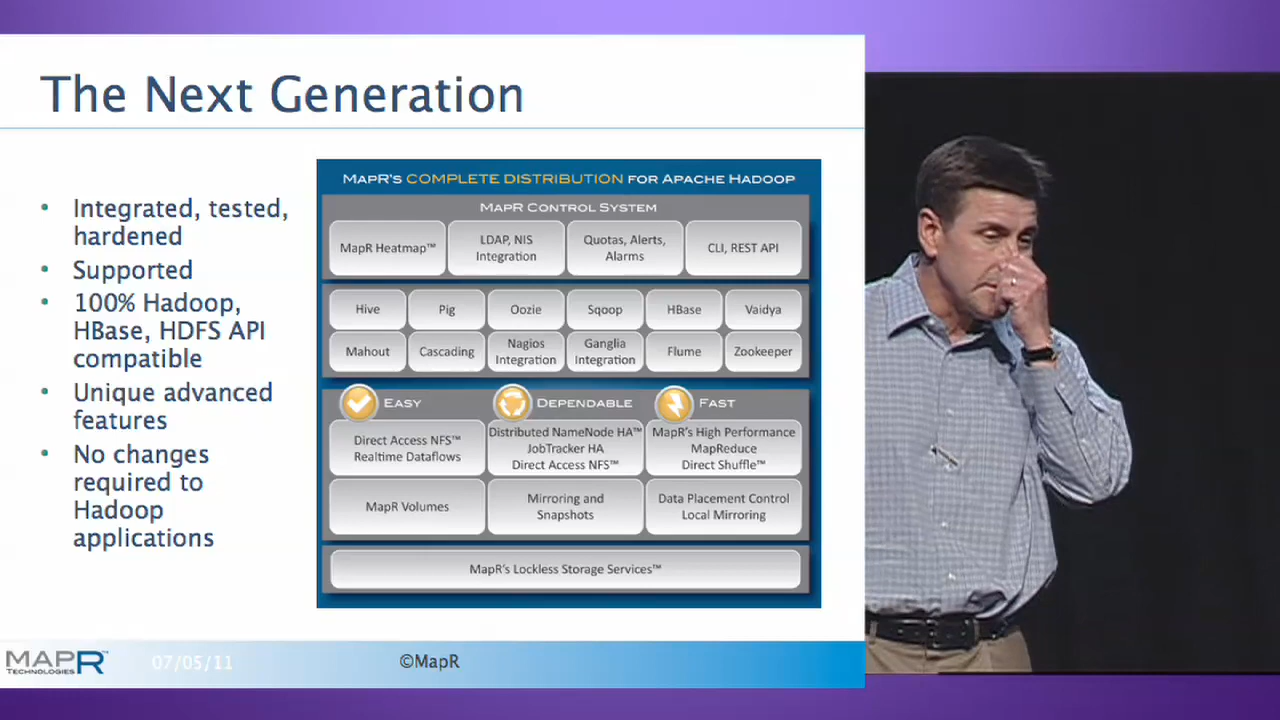 The Next Generation
Integrated, tested,
hardened
Supported
100% Hadoop,
HBase, HDFS API
compatible
Unique advanced
features
No changes
required to
Hadoop
applications
MAPR'S COMPLETE DISTRIBUTION FOR APACHE HADOOP
MAPR CONTROL SYSTEM
MapR Heatmap™
LDAP, NIS
Integration
Quotas, Alerts,
Alarms
CLI, REST API
Hive
Pig
Oozie
Sqoop
HBase
Vaidya
Mahout
Cascading
Nagios
Integration
Ganglia
Integration
Flume
Zookeeper
EASY
DEPENDABLE
FAST
Direct Access NFS™
Realtime Dataflows
Distributed NameNode HA™
JobTracker HA
Direct Access NFS™
MapR's High Performance
MapReduce
Direct Shuffle™
MapR Volumes
Mirroring and
Snapshots
Data Placement Control
Local Mirroring
MapR's Lockless Storage Services™
MAPR™
TECHNOLOGIES
07/05/11
©MapR